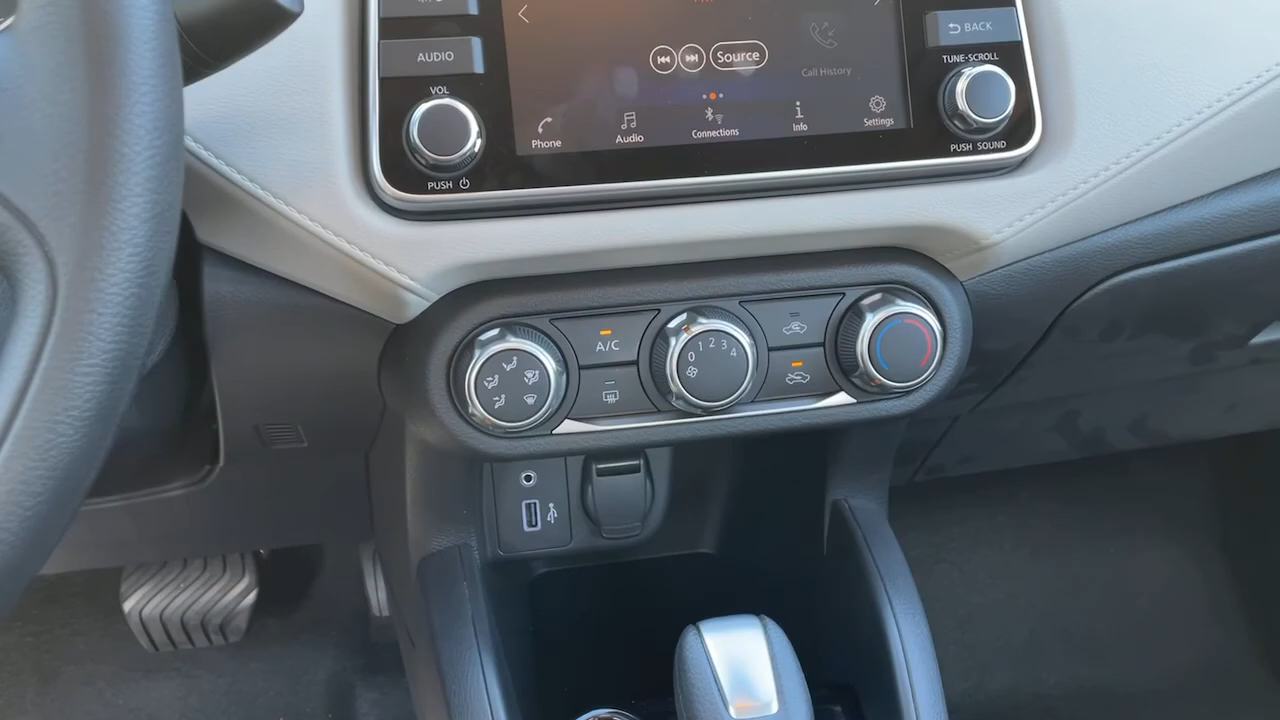 BACK
AUDIO
Source
TUNE·SCROLL
Call History
VOL
Phone
Audio
Connections
Info
Settings
PUSH
PUSH SOUND
A/C
0 1 2 3 4